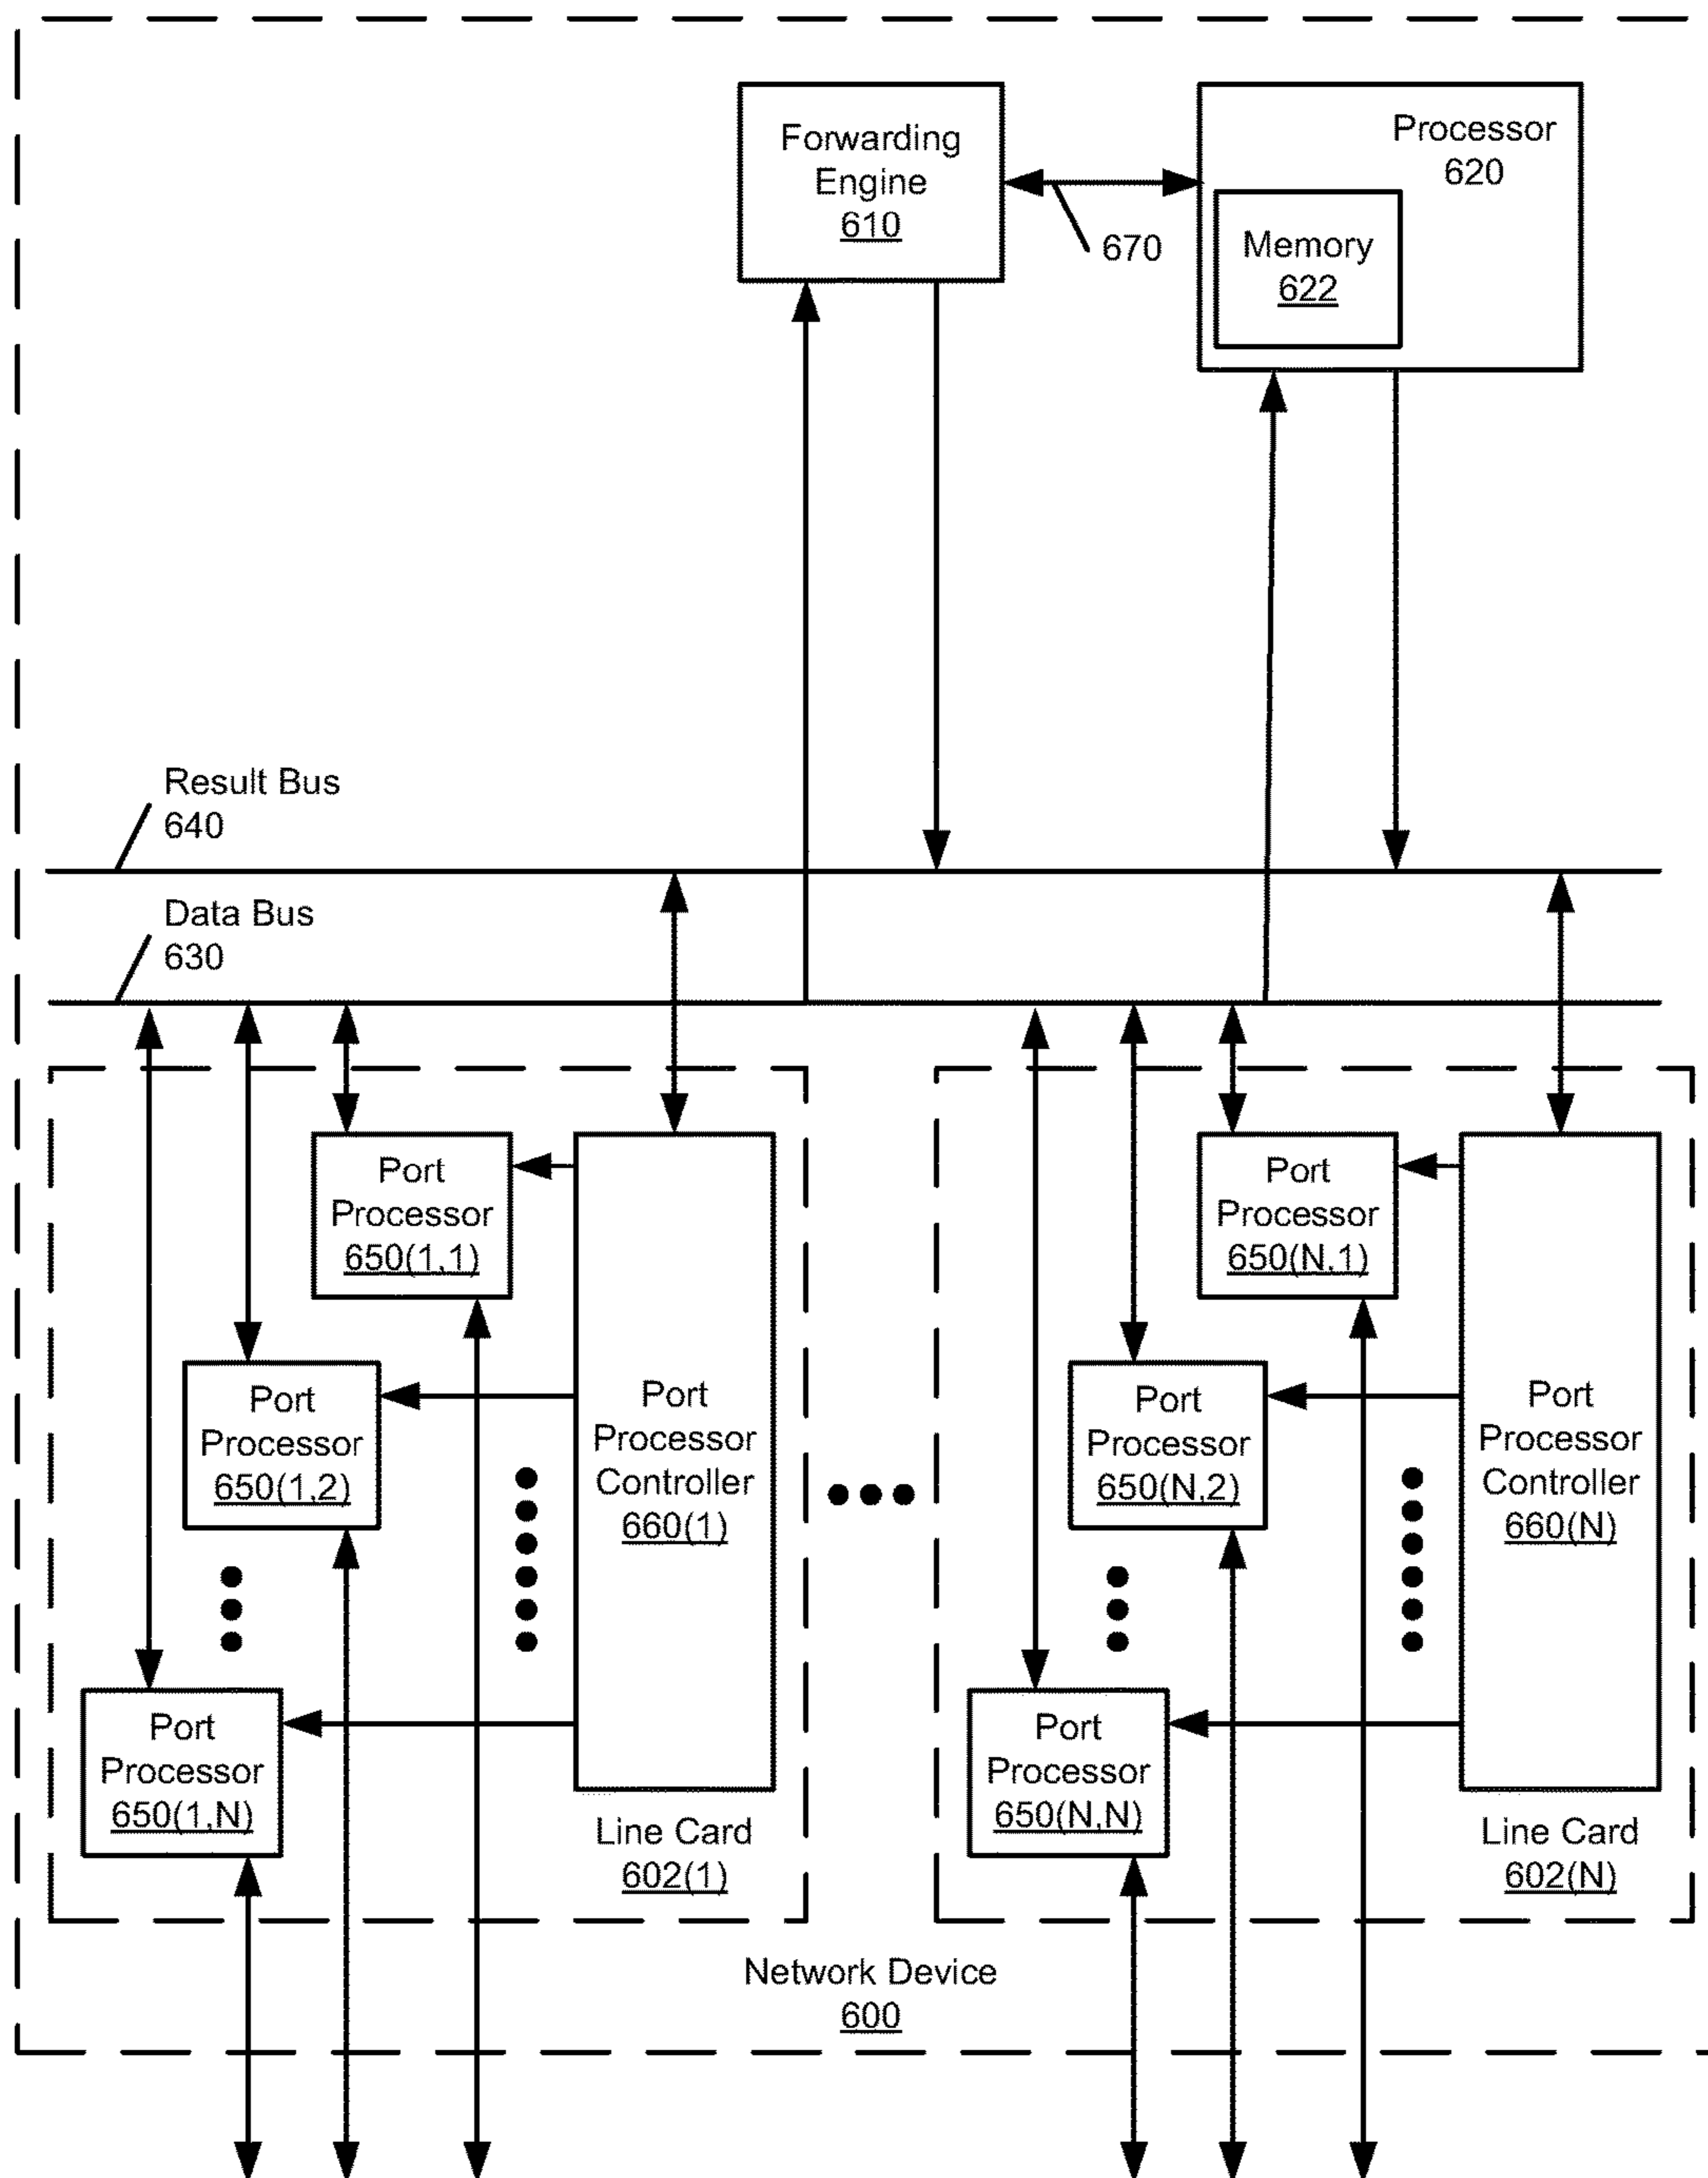 Forwarding
Engine
610
Processor
620
670
Memory
622
Result Bus
640
Data Bus
630
Port
Processor
650(1,1)
Port
Processor
650(1,2)
Port
Processor
650(1,N)
Port
Processor
Controller
660(1)
Line Card
602(1)
Port
Processor
650(N,1)
Port
Processor
650(N,2)
Port
Processor
650(N,N)
Port
Processor
Controller
660(N)
Line Card
602(N)
Network Device
600